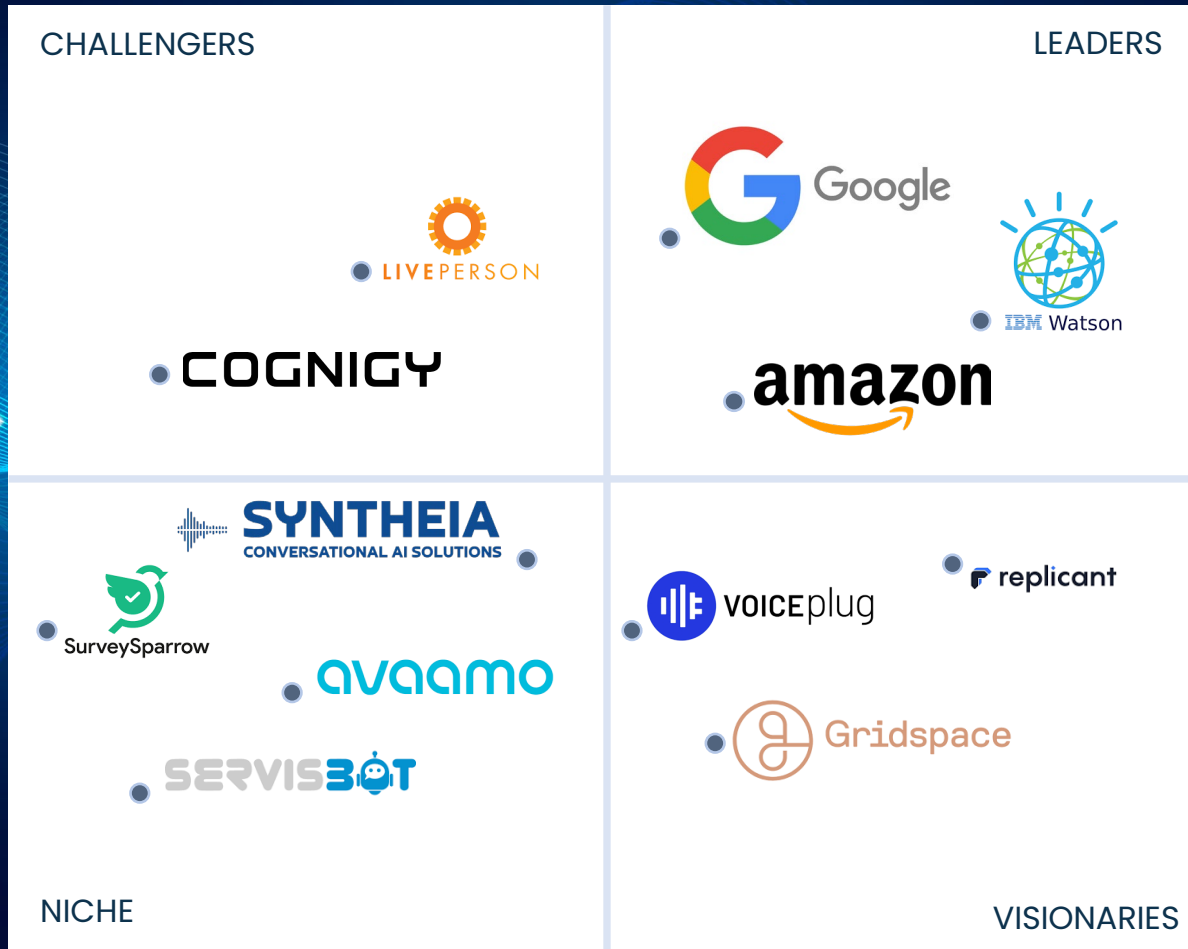 CHALLENGERS
LEADERS
Google
LIVEPERSON
IBM Watson
COGNIGY
amazon
SYNTHEIA
CONVERSATIONAL AI SOLUTIONS
replicant
VOICEplug
SurveySparrow
avaamo
Gridspace
SERVISBOT
NICHE
VISIONARIES